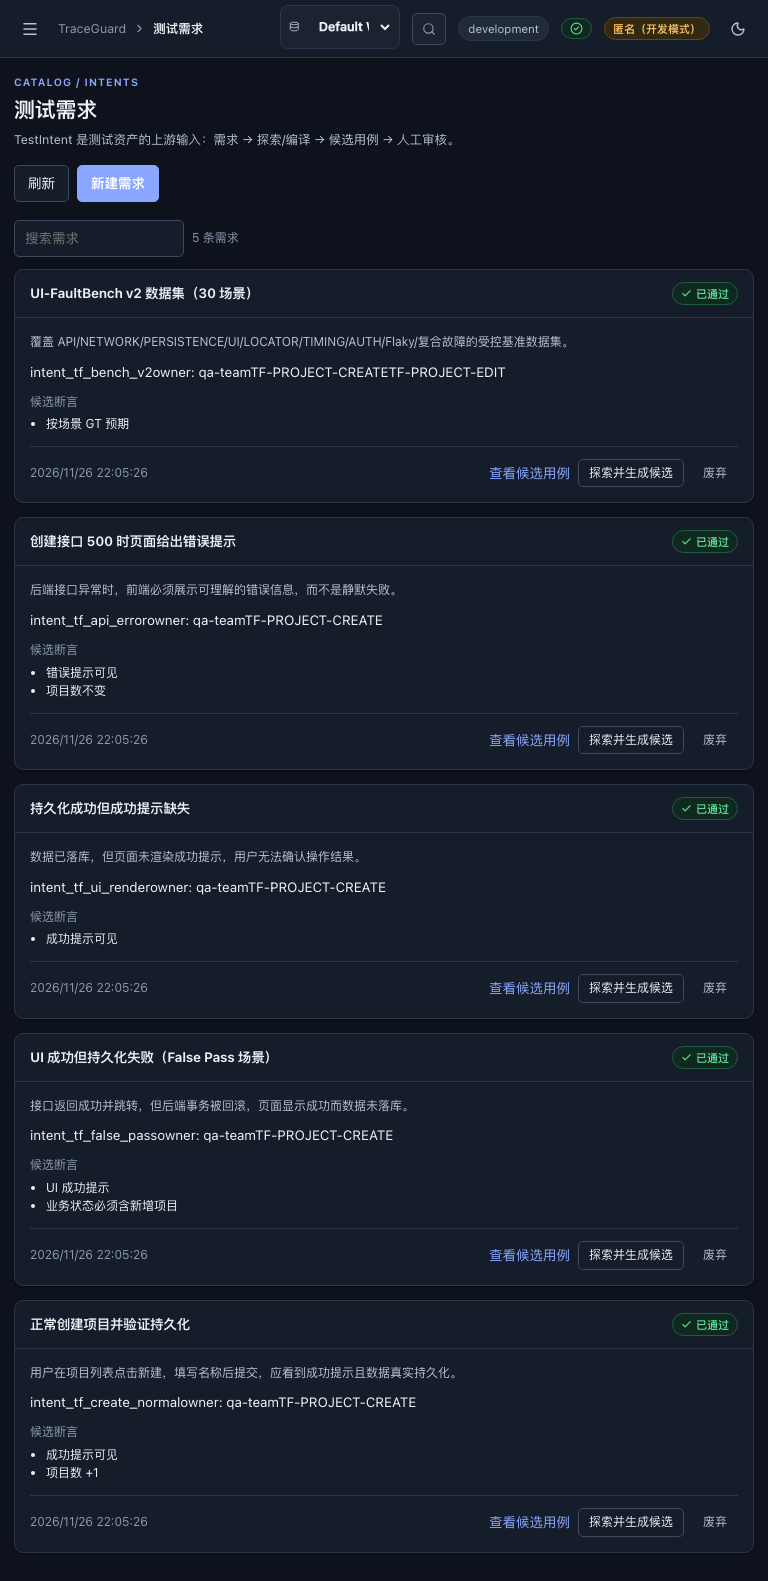 TraceGuard > 测试需求 Default W development 匿名（开发模式）
CATALOG / INTENTS
测试需求
TestIntent 是测试资产的上游输入：需求 → 探索/编译 → 候选用例 → 人工审核。
刷新 新建需求
搜索需求 5 条需求
UI-FaultBench v2 数据集（30 场景） 已通过
覆盖 API/NETWORK/PERSISTENCE/UI/LOCATOR/TIMING/AUTH/Flaky/复合故障的受控基准数据集。
intent_tf_bench_v2owner: qa-teamTF-PROJECT-CREATETF-PROJECT-EDIT
候选断言
• 按场景 GT 预期
2026/11/26 22:05:26 查看候选用例 探索并生成候选 废弃
创建接口 500 时页面给出错误提示 已通过
后端接口异常时，前端必须展示可理解的错误信息，而不是静默失败。
intent_tf_api_errorowner: qa-teamTF-PROJECT-CREATE
候选断言
• 错误提示可见
• 项目数不变
2026/11/26 22:05:26 查看候选用例 探索并生成候选 废弃
持久化成功但成功提示缺失 已通过
数据已落库，但页面未渲染成功提示，用户无法确认操作结果。
intent_tf_ui_renderowner: qa-teamTF-PROJECT-CREATE
候选断言
• 成功提示可见
2026/11/26 22:05:26 查看候选用例 探索并生成候选 废弃
UI 成功但持久化失败（False Pass 场景） 已通过
接口返回成功并跳转，但后端事务被回滚，页面显示成功而数据未落库。
intent_tf_false_passowner: qa-teamTF-PROJECT-CREATE
候选断言
• UI 成功提示
• 业务状态必须含新增项目
2026/11/26 22:05:26 查看候选用例 探索并生成候选 废弃
正常创建项目并验证持久化 已通过
用户在项目列表点击新建，填写名称后提交，应看到成功提示且数据真实持久化。
intent_tf_create_normalowner: qa-teamTF-PROJECT-CREATE
候选断言
• 成功提示可见
• 项目数 +1
2026/11/26 22:05:26 查看候选用例 探索并生成候选 废弃